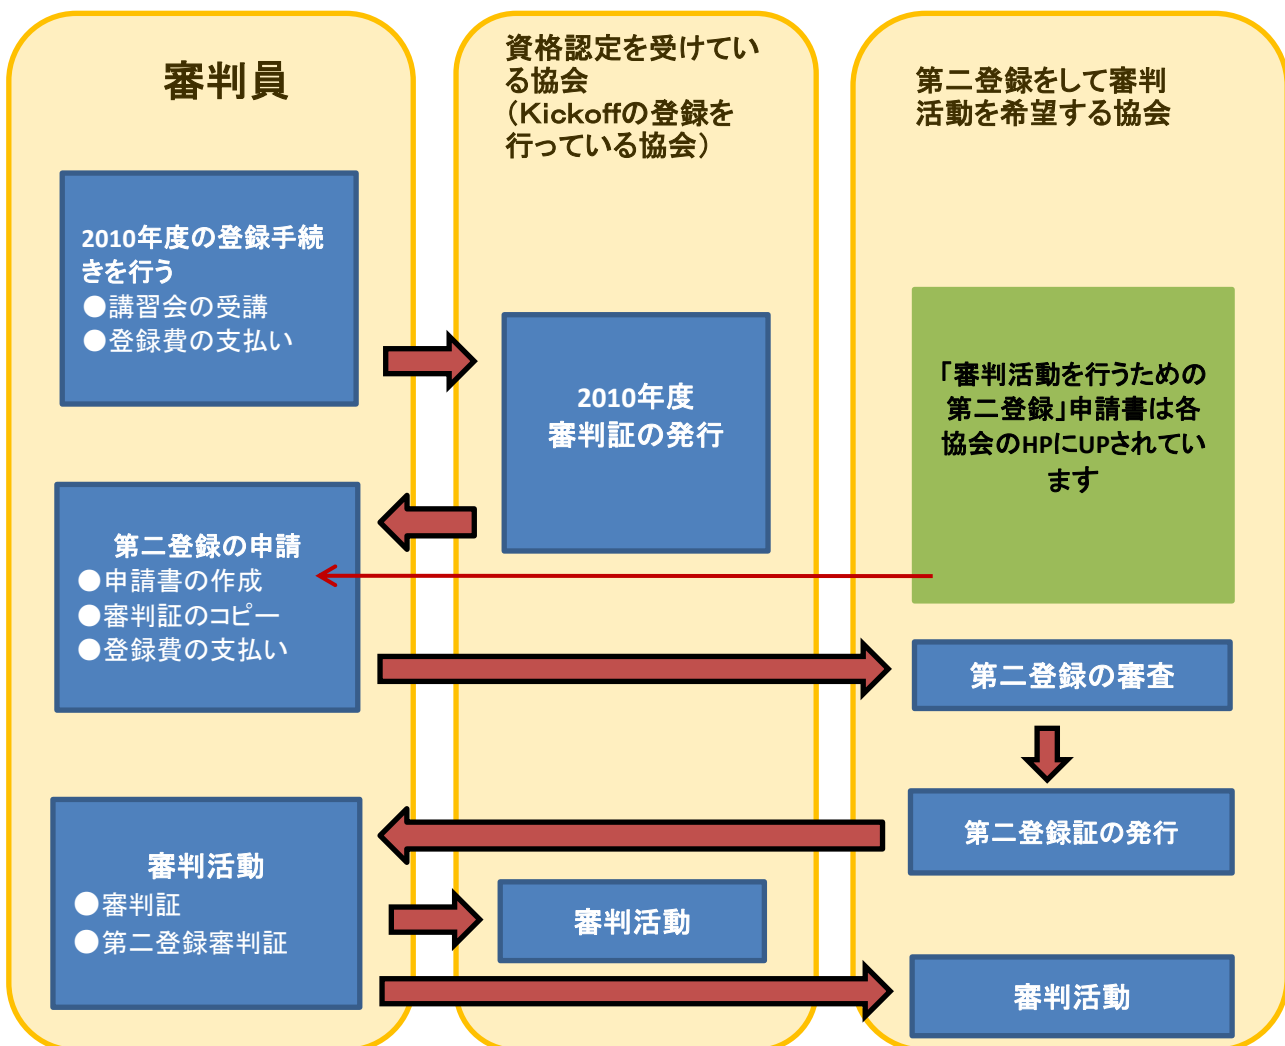 審判員
2010年度の登録手続
きを行う
●講習会の受講
●登録費の支払い
第二登録の申請
●申請書の作成
●審判証のコピー
●登録費の支払い
審判活動
●審判証
●第二登録審判証
資格認定を受けてい
る協会
（Kickoffの登録を
行っている協会）
2010年度
審判証の発行
審判活動
第二登録をして審判
活動を希望する協会
「審判活動を行うための
第二登録」申請書は各
協会のHPにUPされてい
ます
第二登録の審査
第二登録証の発行
審判活動